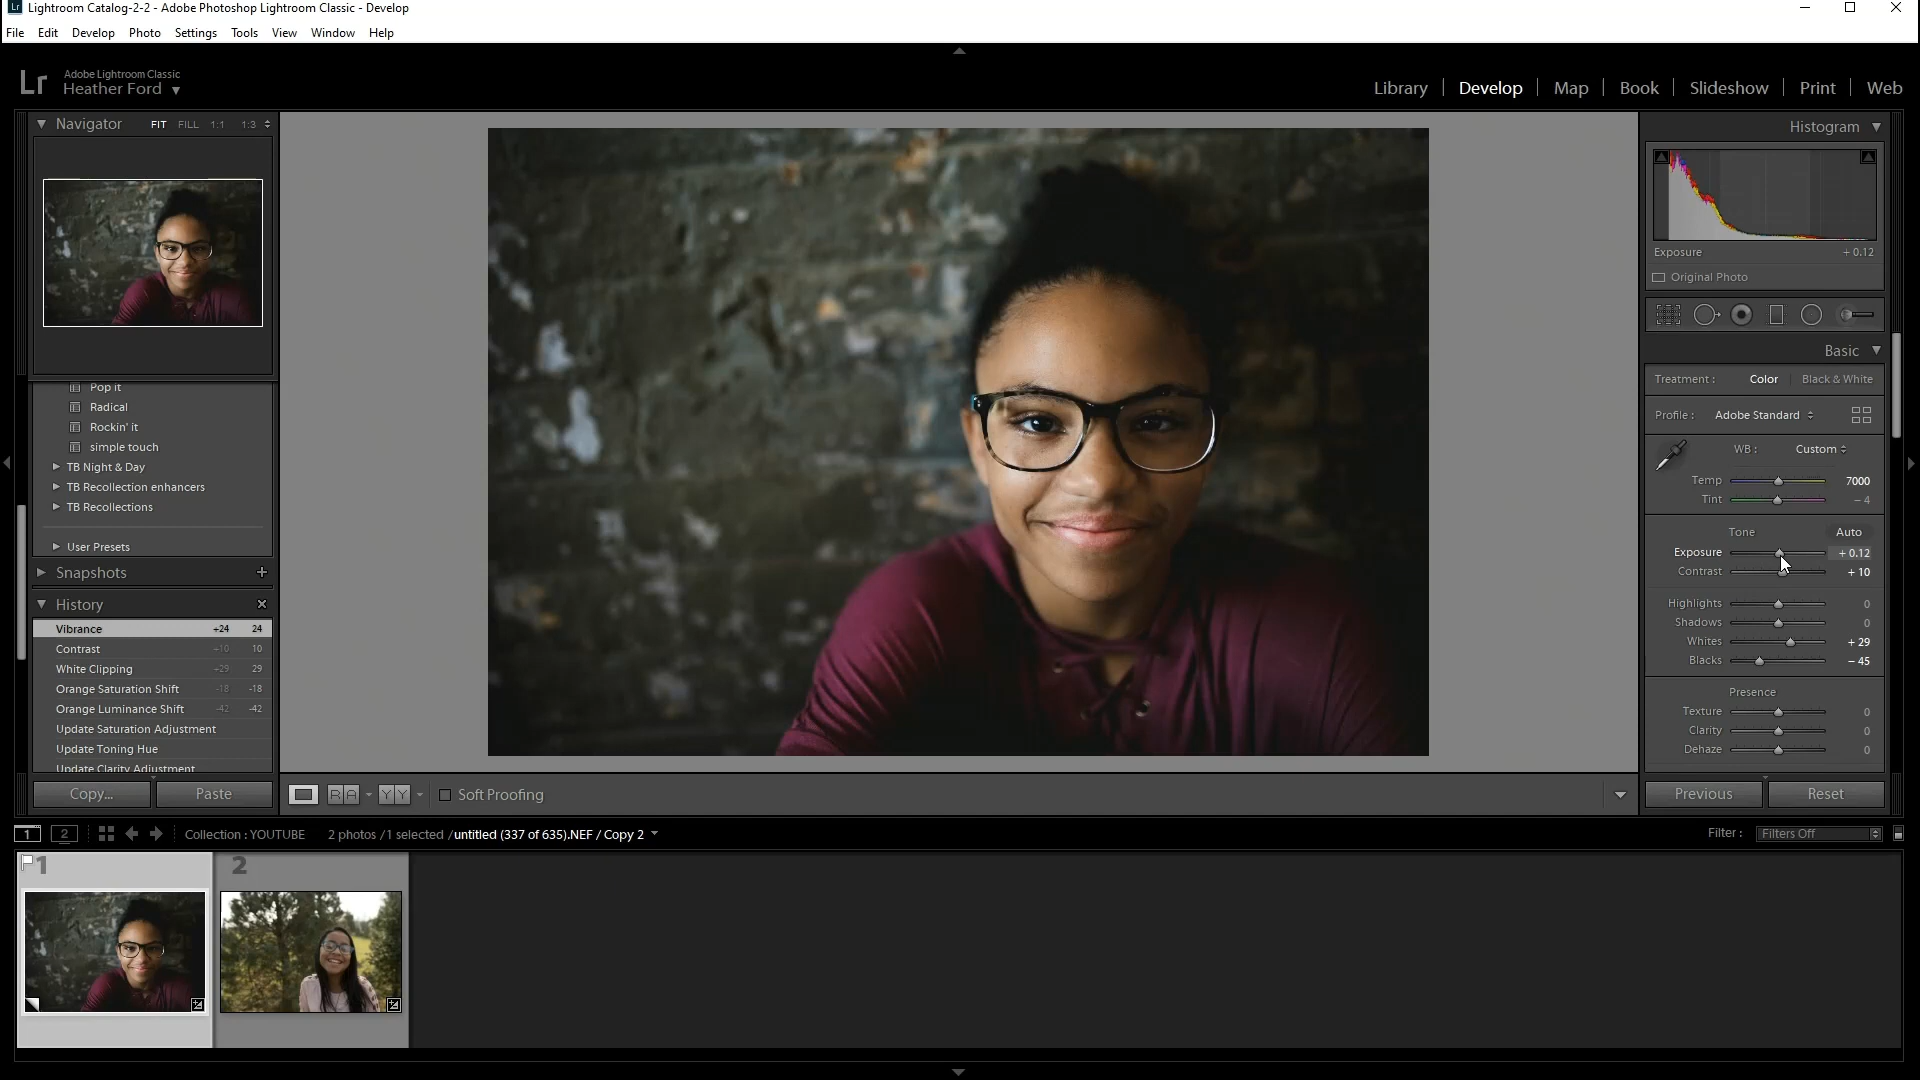 Lr Lightroom Catalog-2-2 - Adobe Photoshop Lightroom Classic - Develop
File Edit Develop Photo Settings Tools View Window Help
Lr Adobe Lightroom Classic
Heather Ford
Library Develop Map Book Slideshow Print Web
Navigator FIT FILL 1:1 1:3
Pop it
Radical
Rockin' it
simple touch
TB Night & Day
TB Recollection enhancers
TB Recollections
User Presets
Snapshots +
History
Vibrance +24 24
Contrast +10 10
White Clipping +29 29
Orange Saturation Shift -18 -18
Orange Luminance Shift -42 -42
Update Saturation Adjustment
Update Toning Hue
Update Clarity Adjustment
Copy... Paste
Histogram
Exposure + 0.12
Original Photo
Basic
Treatment : Color Black & White
Profile : Adobe Standard
WB : Custom
Temp 7000
Tint – 4
Tone Auto
Exposure + 0.12
Contrast + 10
Highlights 0
Shadows 0
Whites + 29
Blacks – 45
Presence
Texture 0
Clarity 0
Dehaze 0
Previous Reset
R A Y Y Soft Proofing
1 2 Collection : YOUTUBE 2 photos / 1 selected / untitled (337 of 635).NEF / Copy 2 Filter : Filters Off
1 2